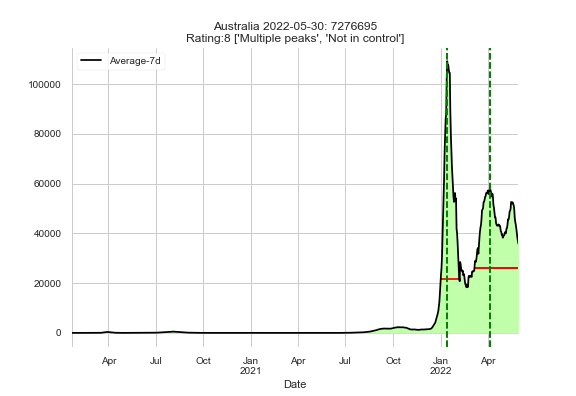 Australia 2022-05-30: 7276695
Rating:8 ['Multiple peaks', 'Not in control']
Average-7d
100000
80000
60000
40000
20000
0
Apr Jul Oct Jan Apr Jul Oct Jan Apr
2021 2022
Date